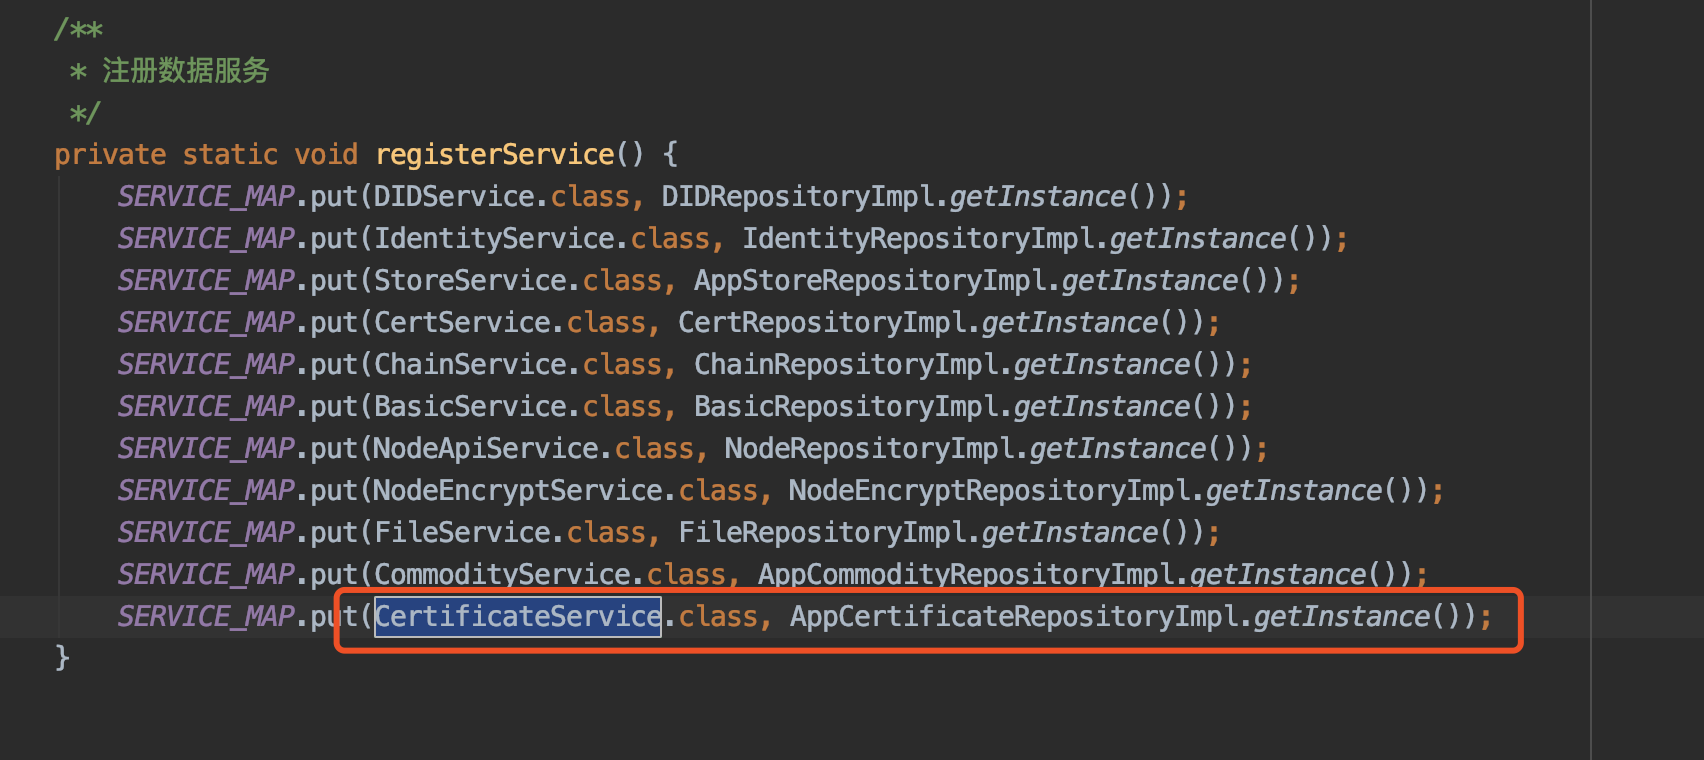 /**
* 注册数据服务
*/
private static void registerService() {
SERVICE_MAP.put(DIDService.class, DIDRepositoryImpl.getInstance());
SERVICE_MAP.put(IdentityService.class, IdentityRepositoryImpl.getInstance());
SERVICE_MAP.put(StoreService.class, AppStoreRepositoryImpl.getInstance());
SERVICE_MAP.put(CertService.class, CertRepositoryImpl.getInstance());
SERVICE_MAP.put(ChainService.class, ChainRepositoryImpl.getInstance());
SERVICE_MAP.put(BasicService.class, BasicRepositoryImpl.getInstance());
SERVICE_MAP.put(NodeApiService.class, NodeRepositoryImpl.getInstance());
SERVICE_MAP.put(NodeEncryptService.class, NodeEncryptRepositoryImpl.getInstance());
SERVICE_MAP.put(FileService.class, FileRepositoryImpl.getInstance());
SERVICE_MAP.put(CommodityService.class, AppCommodityRepositoryImpl.getInstance());
SERVICE_MAP.put(CertificateService.class, AppCertificateRepositoryImpl.getInstance());
}